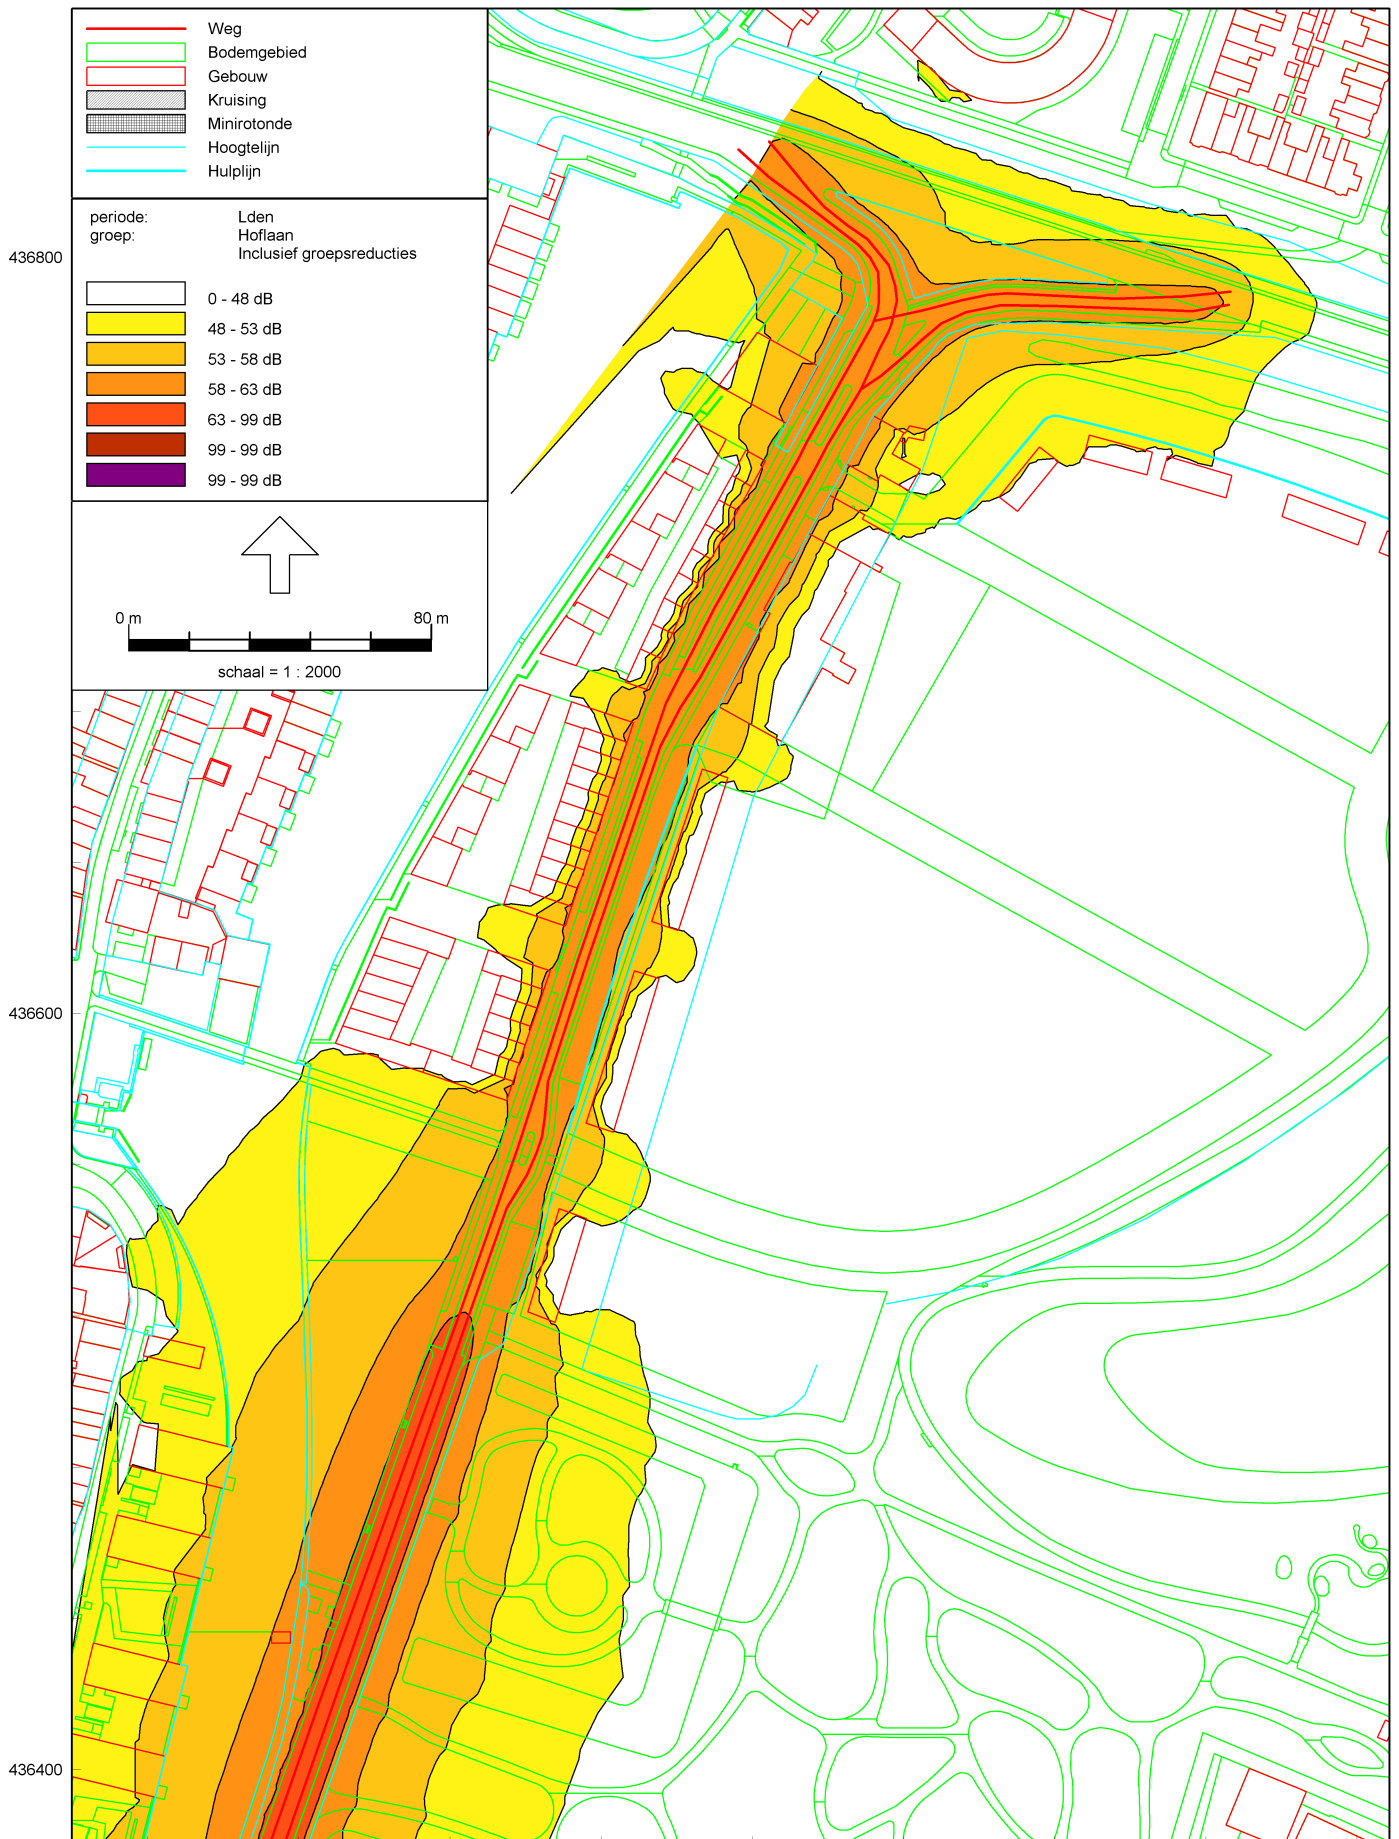 Weg
Bodemgebied
Gebouw
Kruising
Minirotonde
Hoogtelijn
Hulplijn
periode: Lden
groep: Hoflaan
Inclusief groepsreducties
0 - 48 dB
48 - 53 dB
53 - 58 dB
58 - 63 dB
63 - 99 dB
99 - 99 dB
99 - 99 dB
0 m 80 m
schaal = 1 : 2000
436800
436600
436400